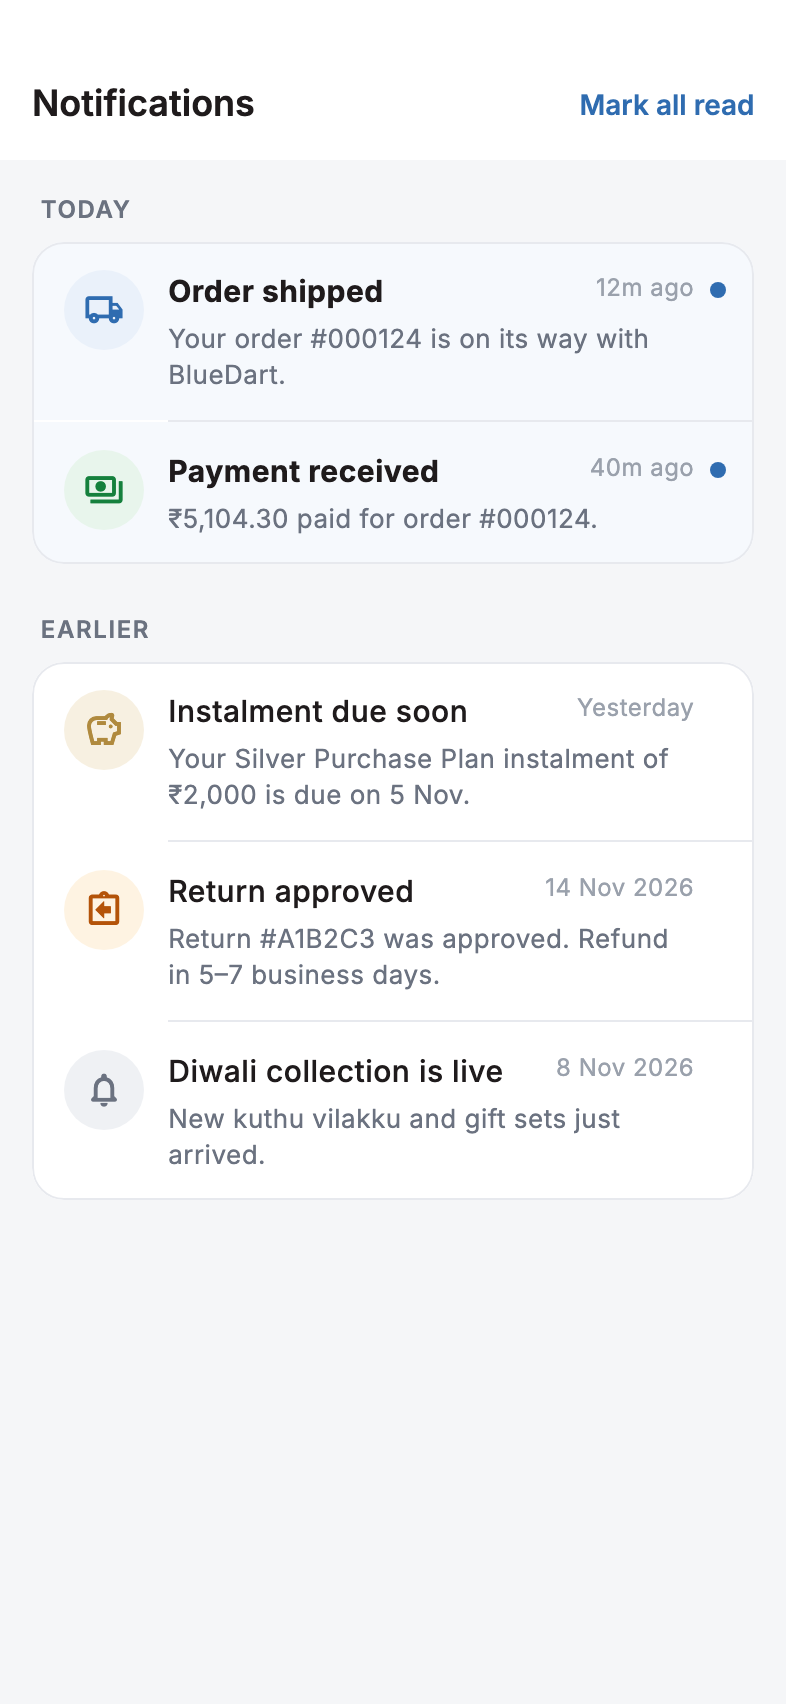 Notifications
Mark all read
TODAY
Order shipped
12m ago
Your order #000124 is on its way with
BlueDart.
Payment received
40m ago
₹5,104.30 paid for order #000124.
EARLIER
Instalment due soon
Yesterday
Your Silver Purchase Plan instalment of
₹2,000 is due on 5 Nov.
Return approved
14 Nov 2026
Return #A1B2C3 was approved. Refund
in 5–7 business days.
Diwali collection is live
8 Nov 2026
New kuthu vilakku and gift sets just
arrived.